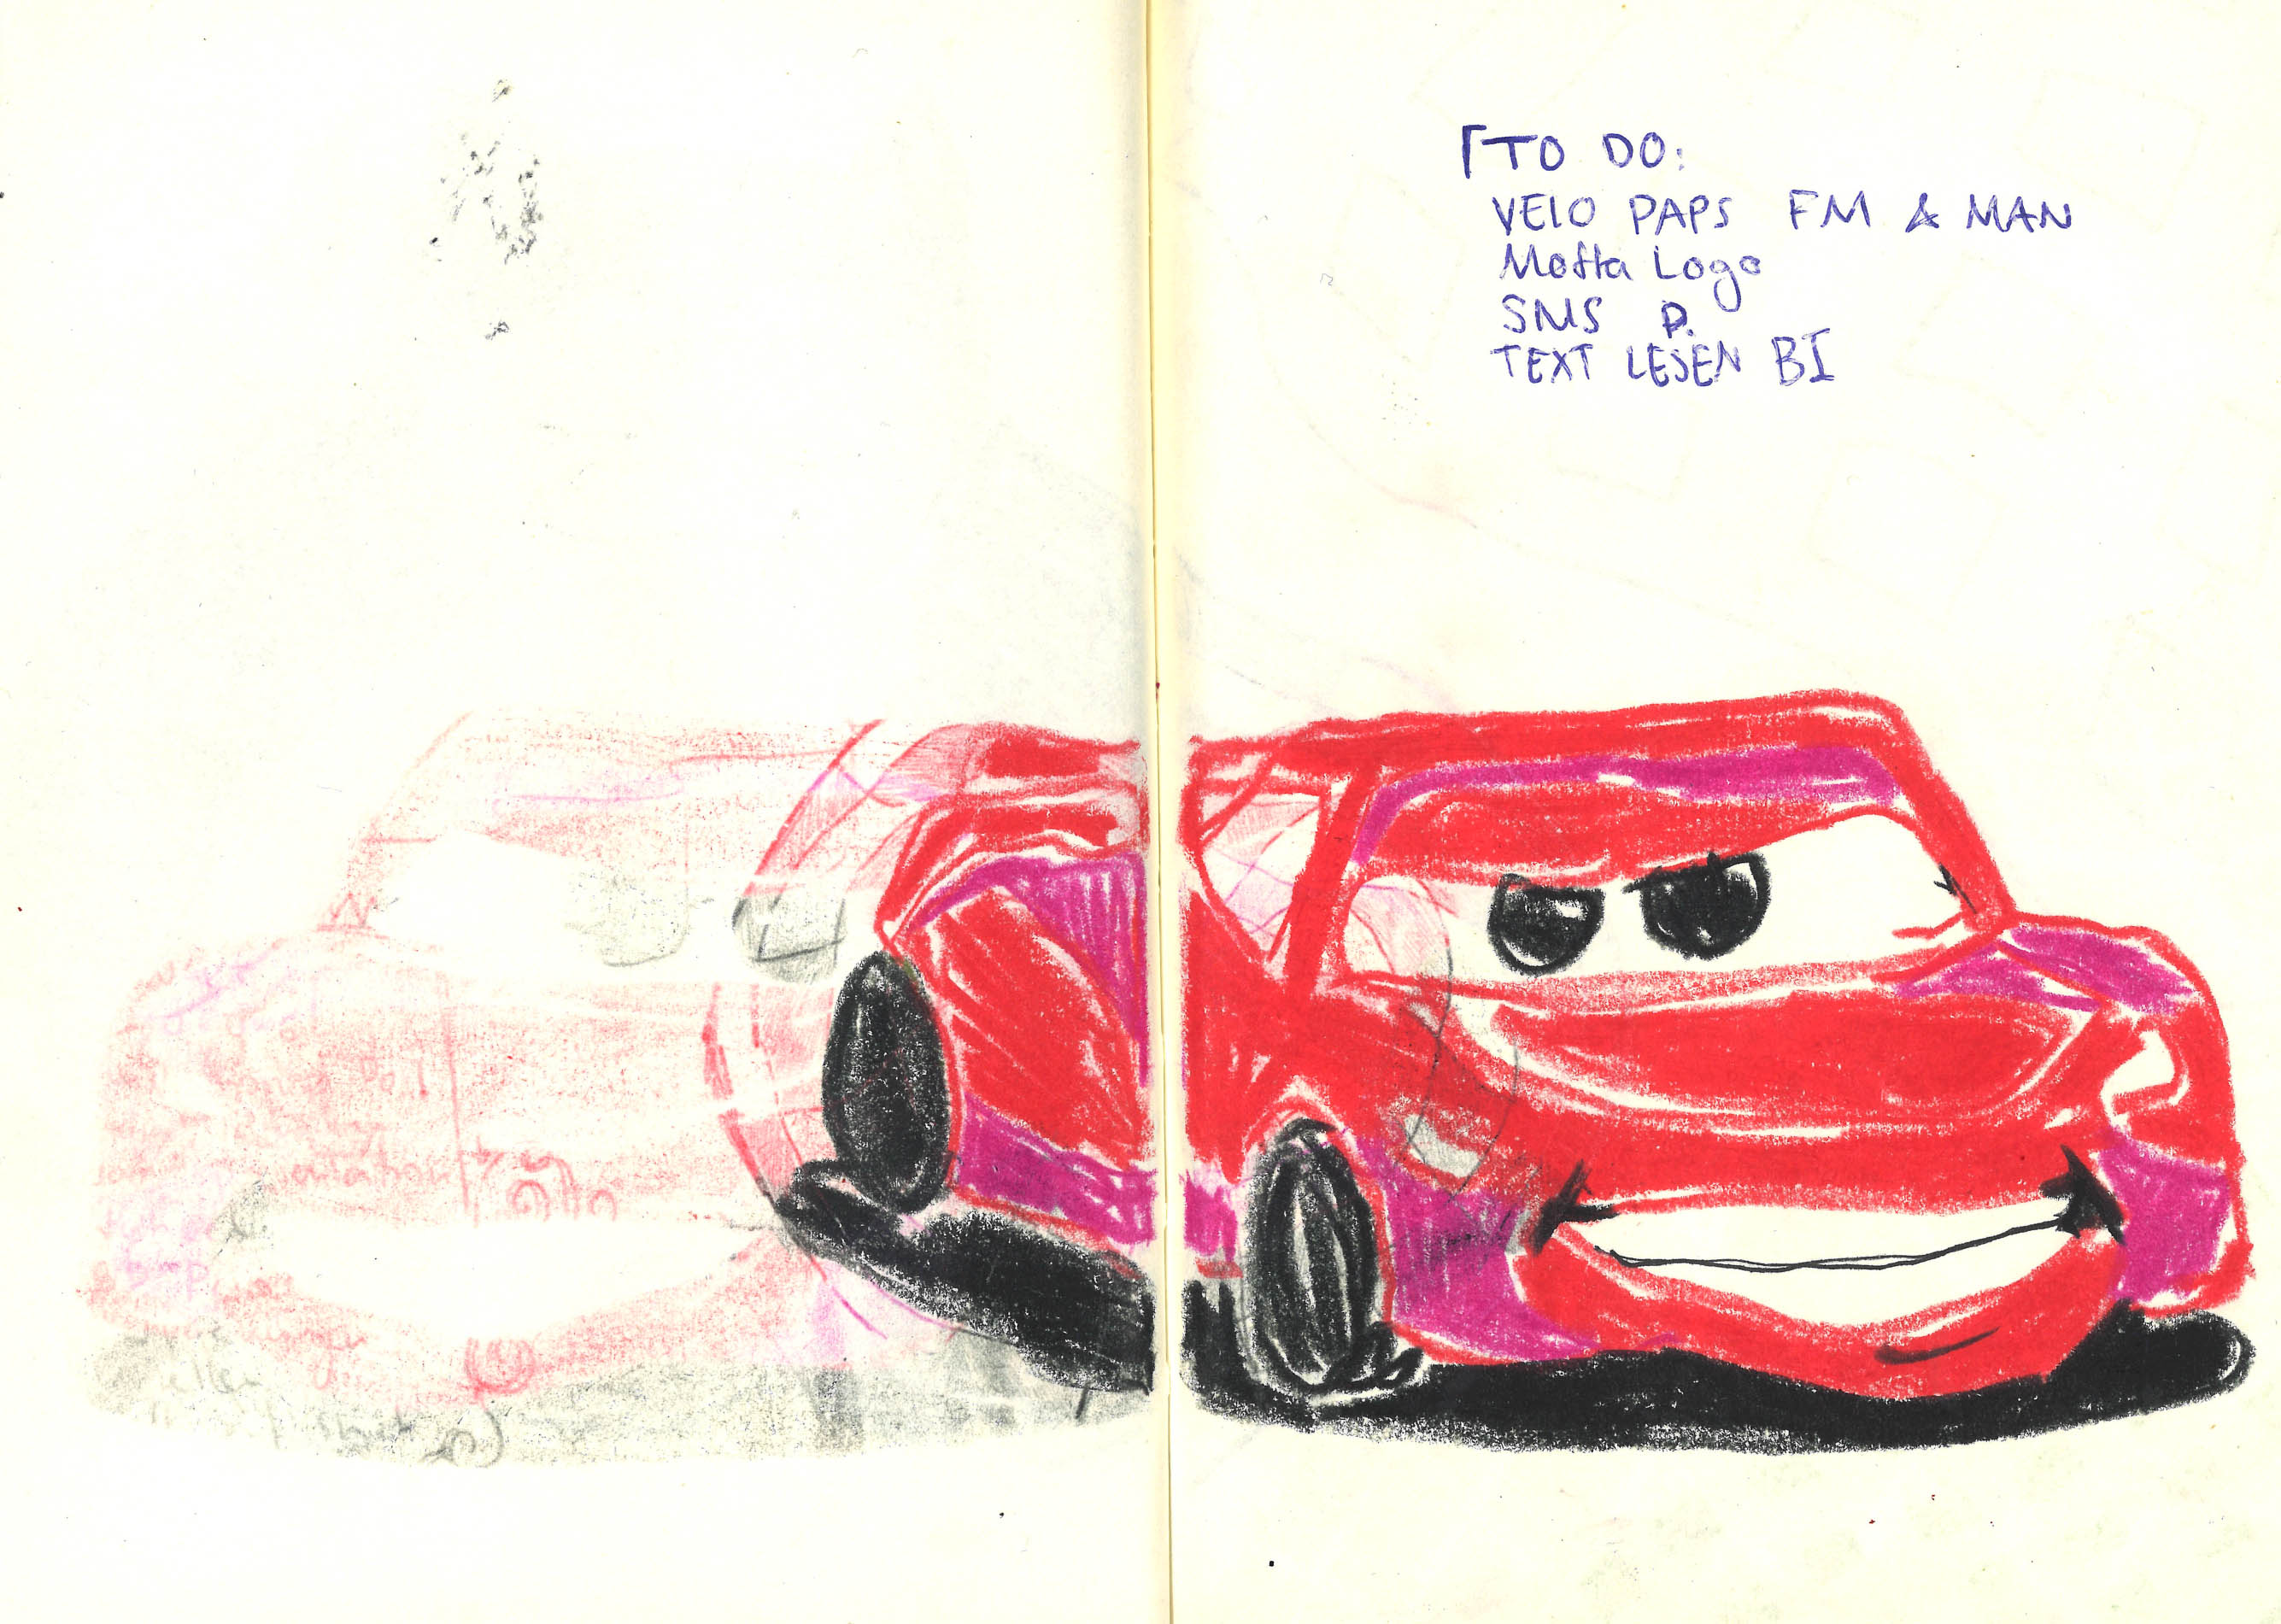 TO DO:
VELO PAPS FM & MAN
Motta Logo
SMS P.
TEXT LESEN BI